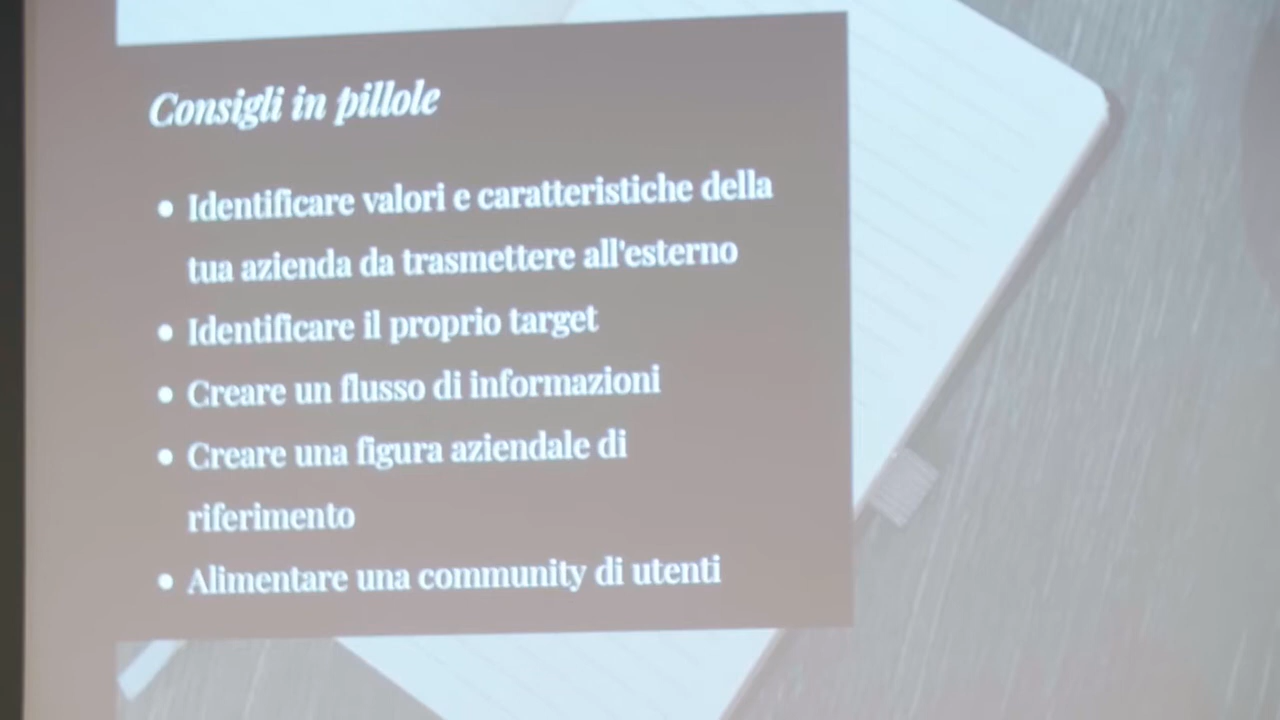 Consigli in pillole
• Identificare valori e caratteristiche della
tua azienda da trasmettere all'esterno
• Identificare il proprio target
• Creare un flusso di informazioni
• Creare una figura aziendale di
riferimento
• Alimentare una community di utenti